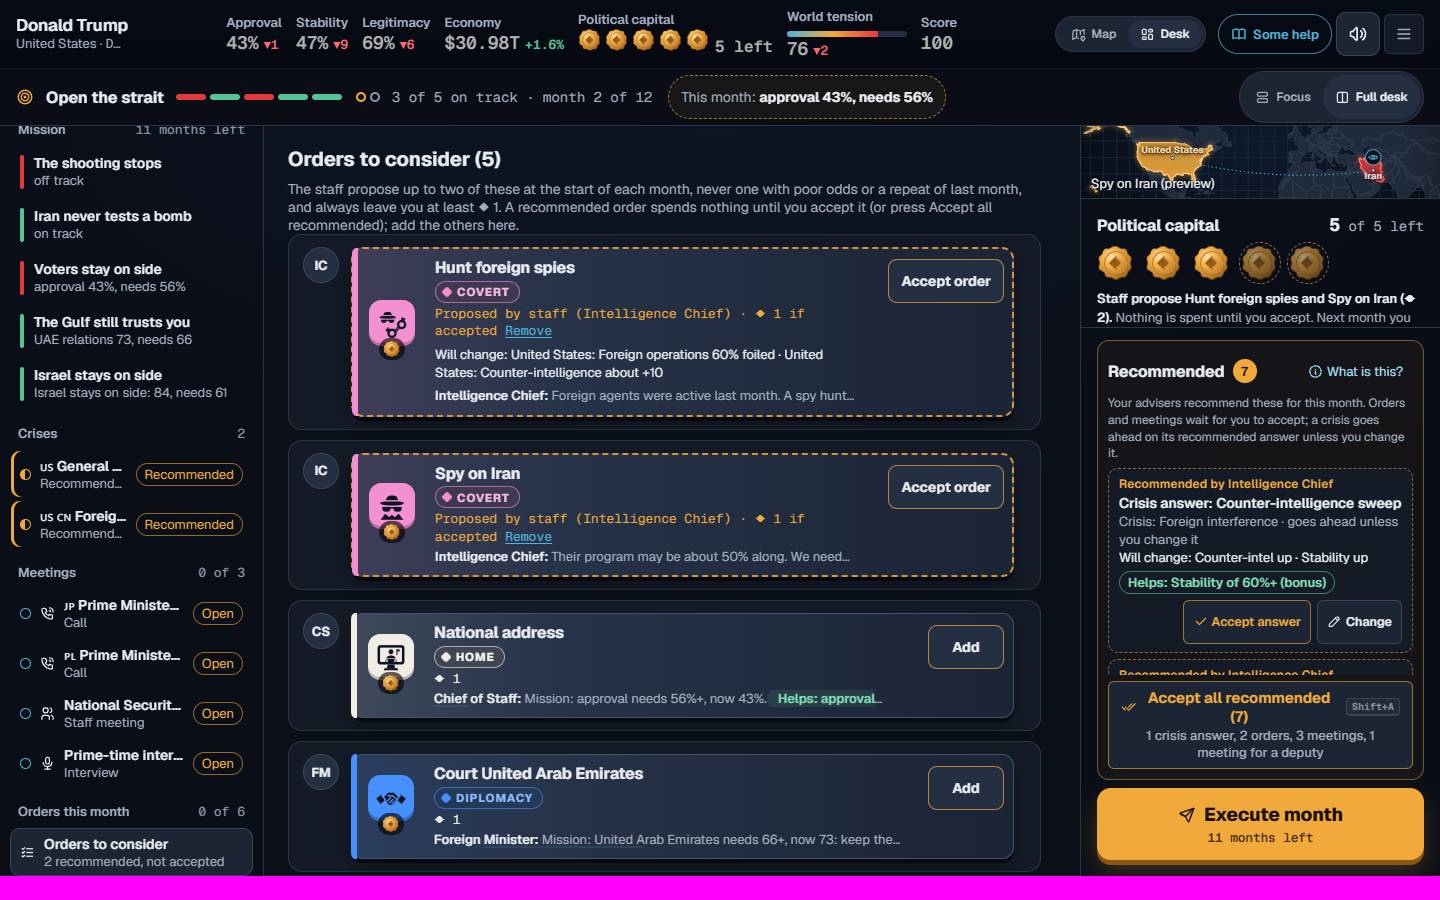 Donald Trump
United States · D...
Approval
43% ▾1
Stability
47% ▾9
Legitimacy
69% ▾6
Economy
$30.98T +1.6%
Political capital
5 left
World tension
76 ▾2
Score
100
Map
Desk
Some help
Open the strait
3 of 5 on track · month 2 of 12
This month: approval 43%, needs 56%
Focus
Full desk
Mission 11 months left
The shooting stops
off track
Iran never tests a bomb
on track
Voters stay on side
approval 43%, needs 56%
The Gulf still trusts you
UAE relations 73, needs 66
Israel stays on side
Israel stays on side: 84, needs 61
Crises 2
US General ...
Recommend...
Recommended
US CN Foreig...
Recommend...
Recommended
Meetings 0 of 3
JP Prime Ministe...
Call
Open
PL Prime Ministe...
Call
Open
National Securit...
Staff meeting
Open
Prime-time inter...
Interview
Open
Orders this month 0 of 6
Orders to consider
2 recommended, not accepted
Orders to consider (5)
The staff propose up to two of these at the start of each month, never one with poor odds or a repeat of last month,
and always leave you at least ◆ 1. A recommended order spends nothing until you accept it (or press Accept all
recommended); add the others here.
IC
Hunt foreign spies
COVERT
Proposed by staff (Intelligence Chief) · ◆ 1 if
accepted Remove
Will change: United States: Foreign operations 60% foiled · United
States: Counter-intelligence about +10
Intelligence Chief: Foreign agents were active last month. A spy hunt...
Accept order
IC
Spy on Iran
COVERT
Proposed by staff (Intelligence Chief) · ◆ 1 if
accepted Remove
Intelligence Chief: Their program may be about 50% along. We need...
Accept order
CS
National address
HOME
◆ 1
Chief of Staff: Mission: approval needs 56%+, now 43%. Helps: approval...
Add
FM
Court United Arab Emirates
DIPLOMACY
◆ 1
Foreign Minister: Mission: United Arab Emirates needs 66+, now 73: keep the...
Add
United States
Iran
Spy on Iran (preview)
Political capital 5 of 5 left
Staff propose Hunt foreign spies and Spy on Iran (◆
2). Nothing is spent until you accept. Next month you
Recommended 7
What is this?
Your advisers recommend these for this month. Orders
and meetings wait for you to accept; a crisis goes
ahead on its recommended answer unless you change
it.
Recommended by Intelligence Chief
Crisis answer: Counter-intelligence sweep
Crisis: Foreign interference · goes ahead unless
you change it
Will change: Counter-intel up · Stability up
Helps: Stability of 60%+ (bonus)
Accept answer
Change
Recommended by Intelligence Chief
Accept all recommended
(7)
Shift+A
1 crisis answer, 2 orders, 3 meetings, 1
meeting for a deputy
Execute month
11 months left